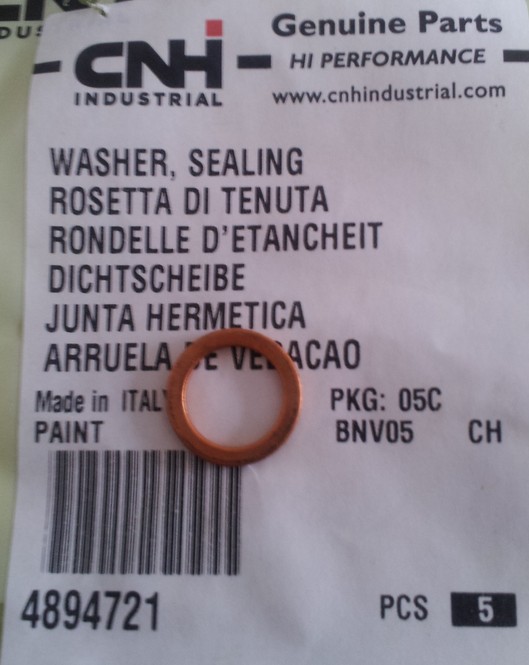 Genuine Parts
CNH
HI PERFORMANCE
INDUSTRIAL
www.cnhindustrial.com
WASHER, SEALING
ROSETTA DI TENUTA
RONDELLE D'ETANCHEIT
DICHTSCHEIBE
JUNTA HERMETICA
ARRUELA
Made in PKG: 05C
PAINT BNV05 CH
4894721 PCS 5